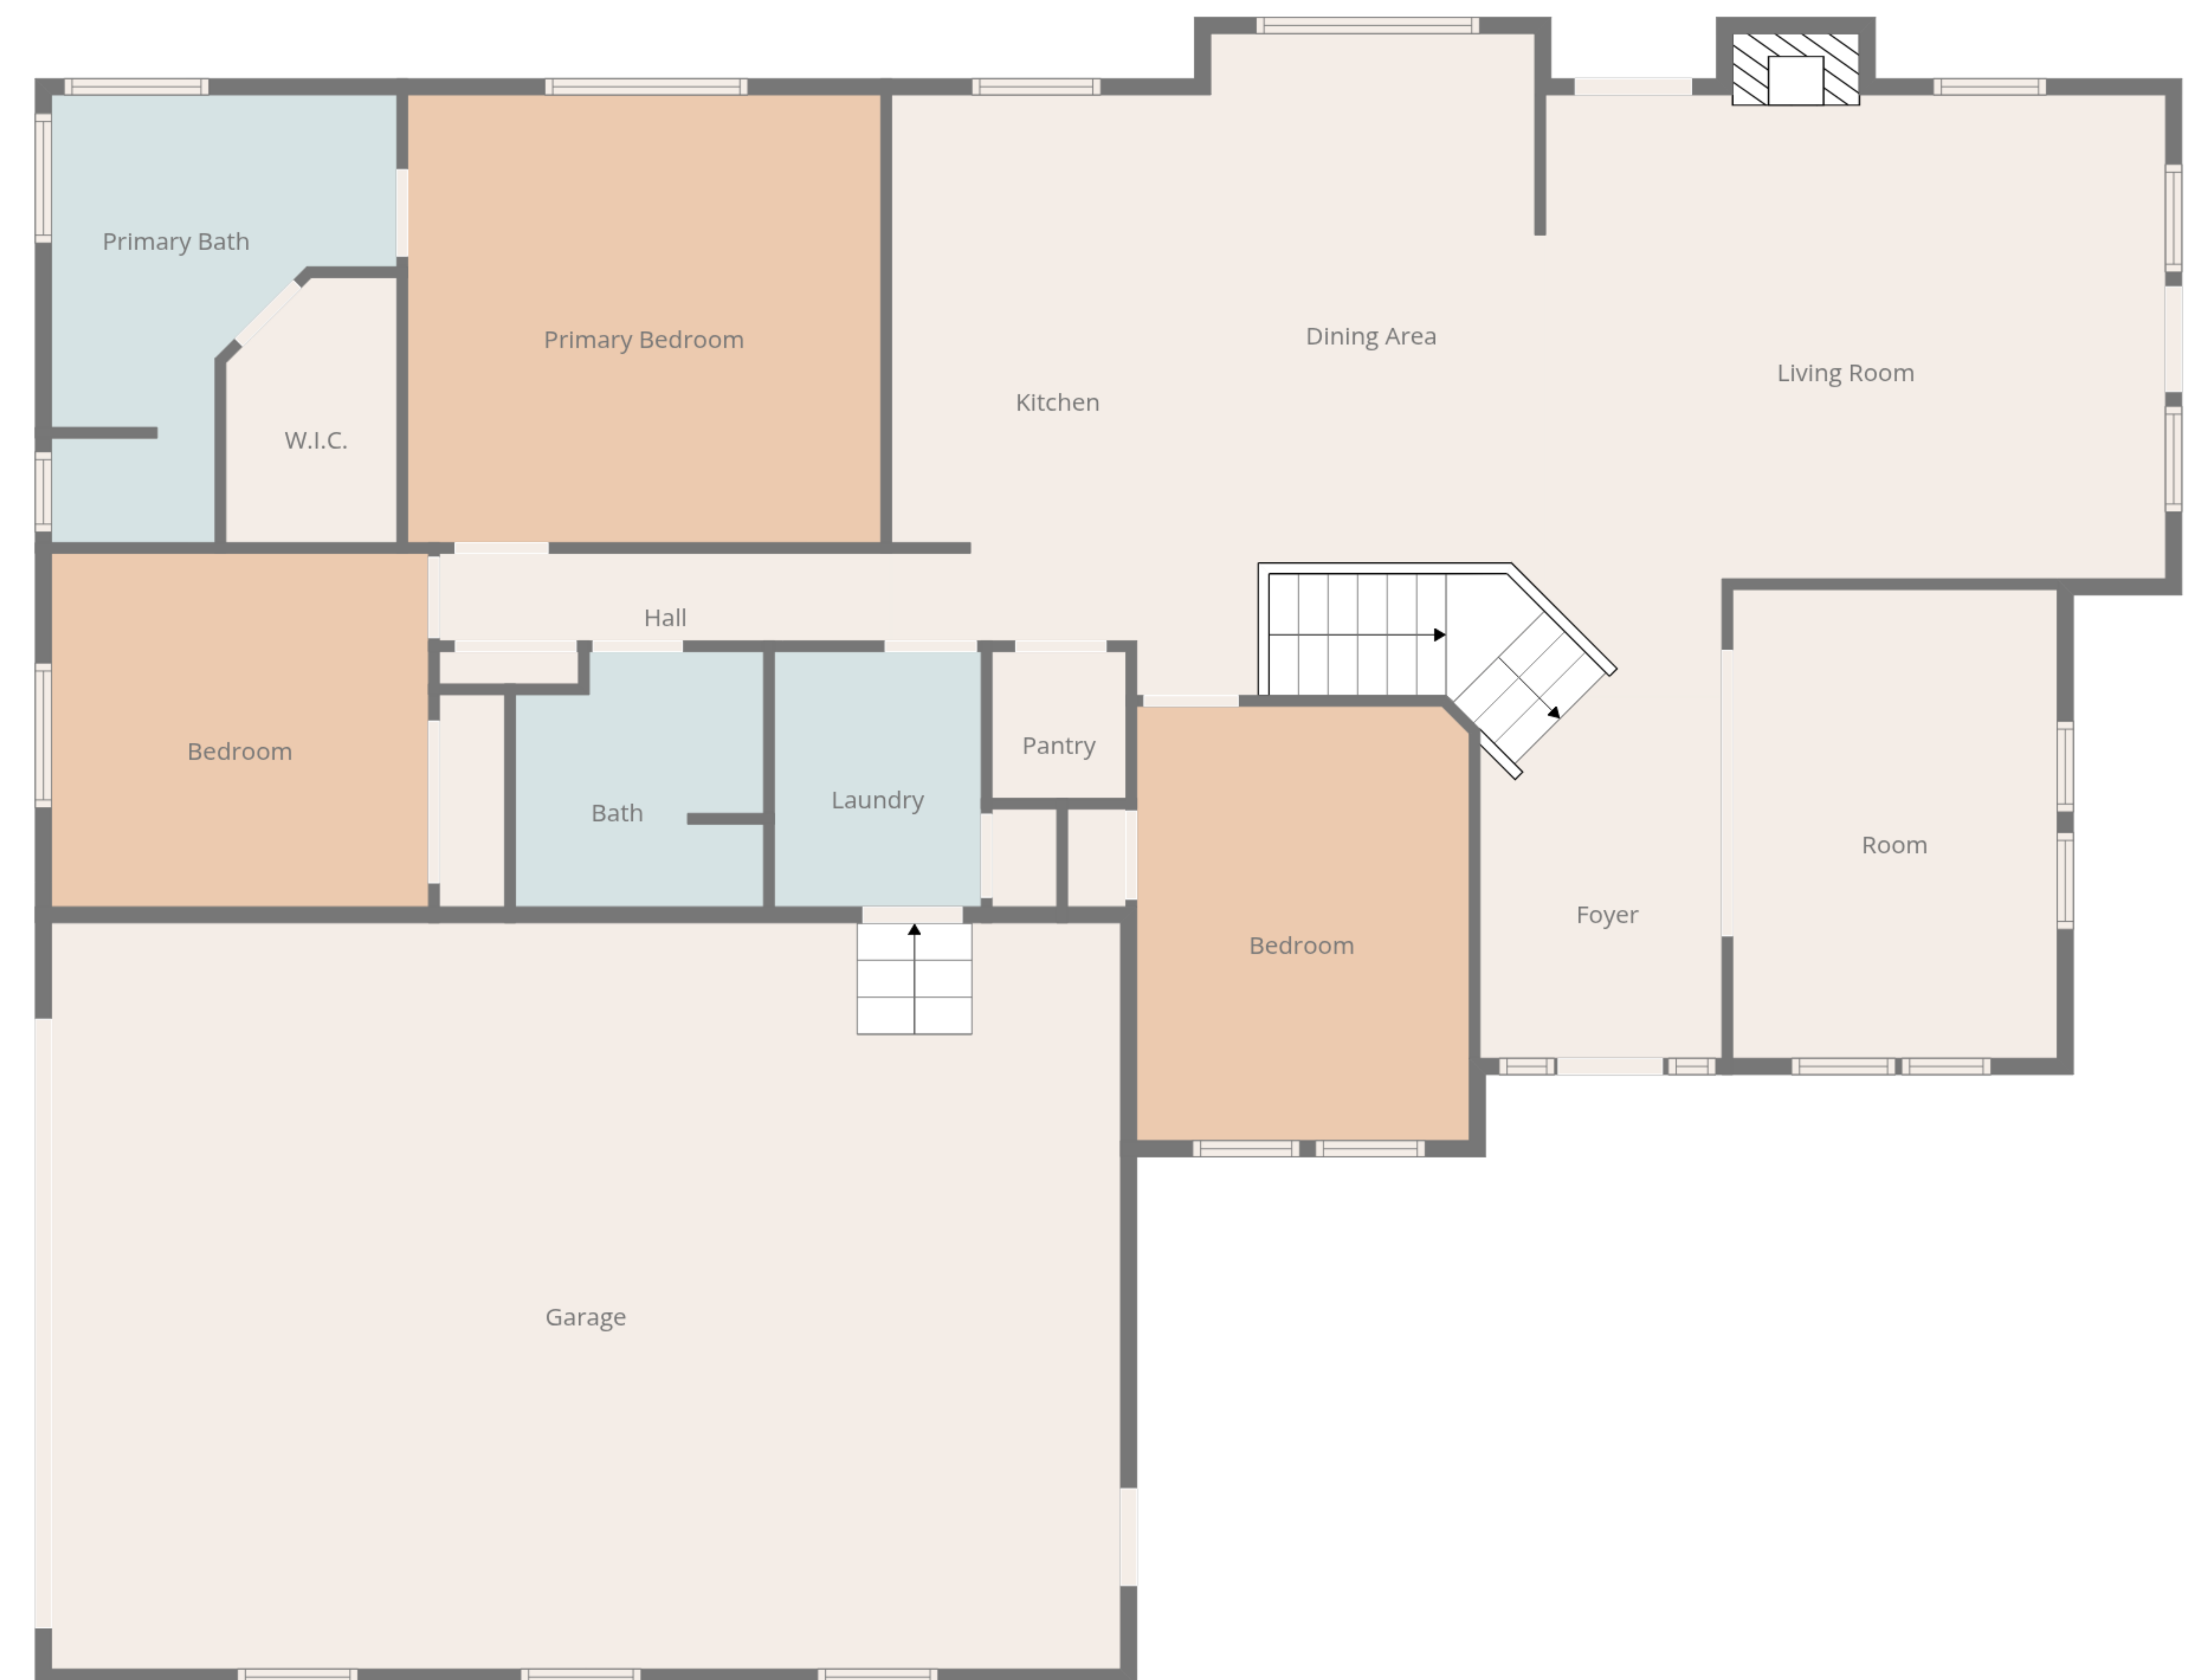 Primary Bath
Primary Bedroom
Dining Area
Living Room
Kitchen
W.I.C.
Hall
Bedroom
Pantry
Laundry
Bath
Room
Foyer
Bedroom
Garage